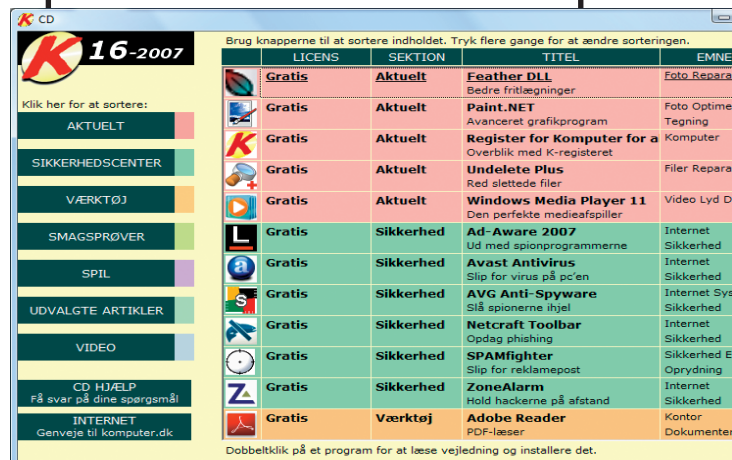 CD
K 16-2007
Klik her for at sortere:
AKTUELT
SIKKERHEDSCENTER
VÆRKTØJ
SMAGSPRØVER
SPIL
UDVALGTE ARTIKLER
VIDEO
CD HJÆLP
Få svar på dine spørgsmål
INTERNET
Genveje til komputer.dk
Brug knapperne til at sortere indholdet. Tryk flere gange for at ændre sorteringen.
LICENS SEKTION TITEL EMNE
Gratis Aktuelt Feather DLL Foto Repara
Bedre fritlægninger
Gratis Aktuelt Paint.NET Foto Optime
Avanceret grafikprogram Tegning
Gratis Aktuelt Register for Komputer for a Komputer
Overblik med K-registeret
Gratis Aktuelt Undelete Plus Filer Repara
Red slettede filer
Gratis Aktuelt Windows Media Player 11 Video Lyd D
Den perfekte medieafspiller
Gratis Sikkerhed Ad-Aware 2007 Internet
Ud med spionprogrammerne Sikkerhed
Gratis Sikkerhed Avast Antivirus Internet
Slip for virus på pc'en Sikkerhed
Gratis Sikkerhed AVG Anti-Spyware Internet Sys
Slå spionerne ihjel Sikkerhed
Gratis Sikkerhed Netcraft Toolbar Internet
Opdag phishing Sikkerhed
Gratis Sikkerhed SPAMfighter Sikkerhed E
Slip for reklamepost Oprydning
Gratis Sikkerhed ZoneAlarm Internet
Hold hackerne på afstand Sikkerhed
Gratis Værktøj Adobe Reader Kontor
PDF-læser Dokumenter
Dobbeltklik på et program for at læse vejledning og installere det.